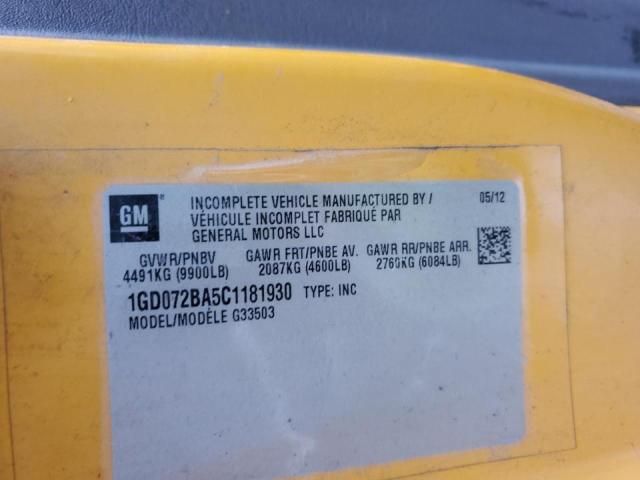 GM
INCOMPLETE VEHICLE MANUFACTURED BY / 05/12
VÉHICULE INCOMPLET FABRIQUÉ PAR
GENERAL MOTORS LLC
GVWR/PNBV GAWR FRT/PNBE AV. GAWR RR/PNBE ARR.
4491KG (9900LB) 2087KG (4600LB) 2760KG (6084LB)
1GD072BA5C1181930 TYPE: INC
MODEL/MODÈLE G33503